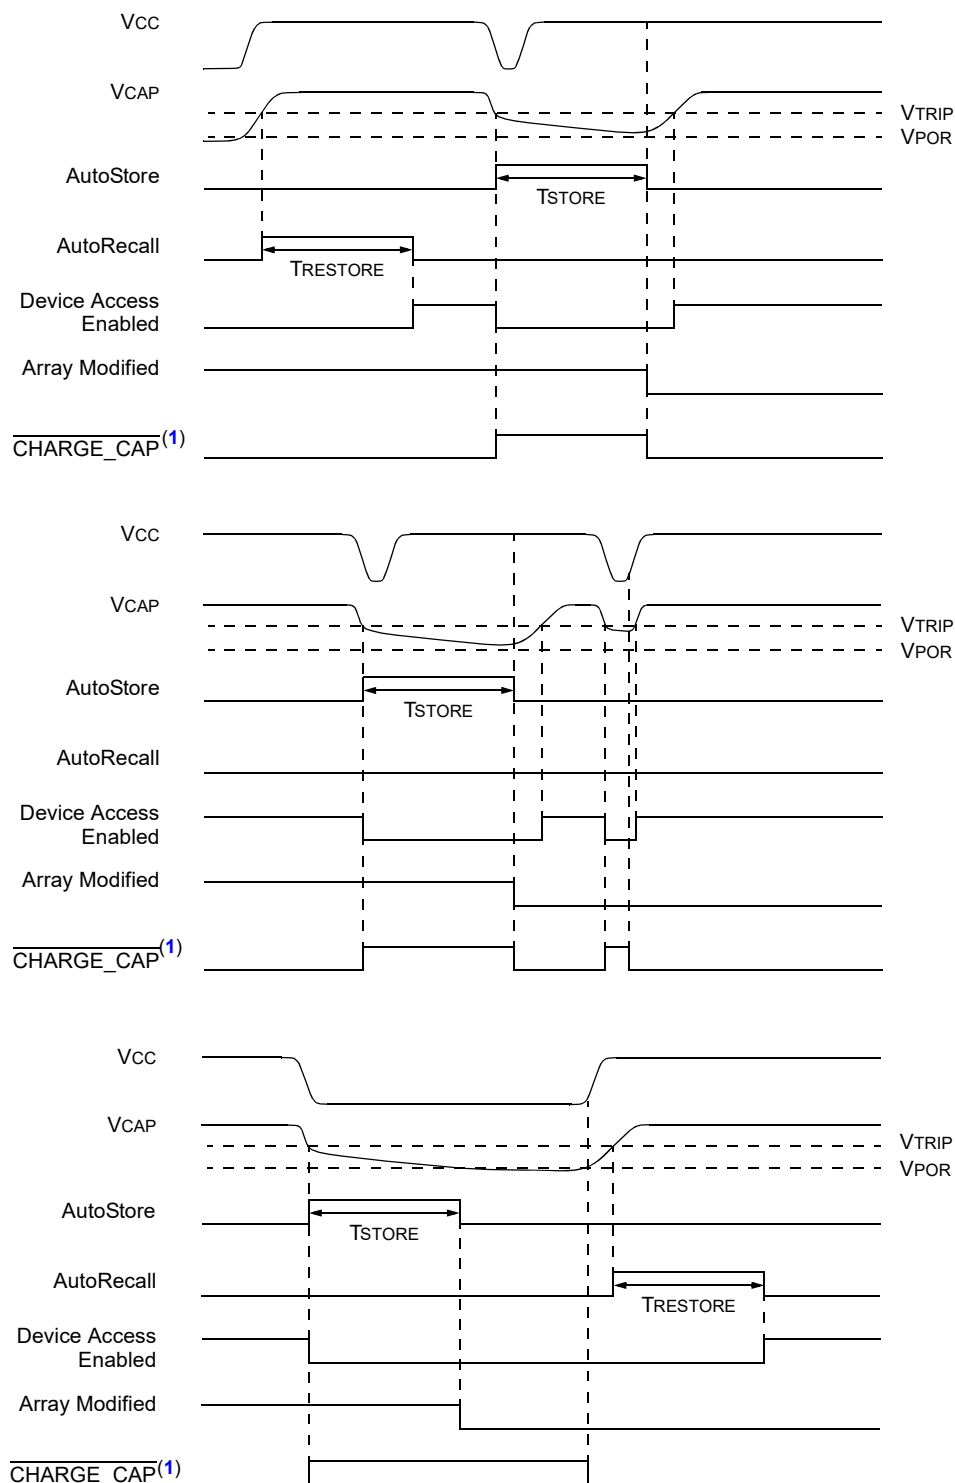 VCC
VCAP
VTRIP
VPOR
AutoStore
TSTORE
AutoRecall
TRESTORE
Device Access
Enabled
Array Modified
CHARGE_CAP(1)
VCC
VCAP
VTRIP
VPOR
AutoStore
TSTORE
AutoRecall
Device Access
Enabled
Array Modified
CHARGE_CAP(1)
VCC
VCAP
VTRIP
VPOR
AutoStore
TSTORE
AutoRecall
TRESTORE
Device Access
Enabled
Array Modified
CHARGE_CAP(1)